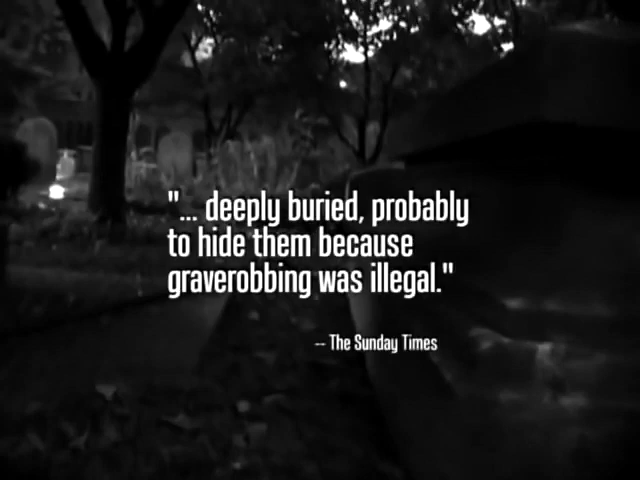 "... deeply buried, probably
to hide them because
graverobbing was illegal."
-- The Sunday Times